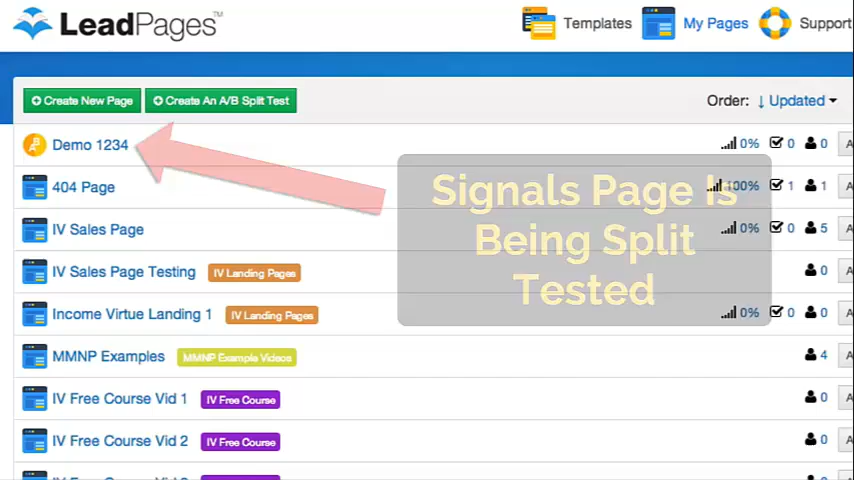 LeadPages™
Templates
My Pages
Support
Create New Page
Create An A/B Split Test
Order: ↓ Updated
Demo 1234
0% 0 0 A
404 Page
100% 1 1 A
IV Sales Page
0% 0 5 A
IV Sales Page Testing IV Landing Pages
0 A
Income Virtue Landing 1 IV Landing Pages
0% 0 0 A
MMNP Examples MMNP Example Videos
4 A
IV Free Course Vid 1 IV Free Course
0 A
IV Free Course Vid 2 IV Free Course
0 A
Signals Page Is
Being Split
Tested